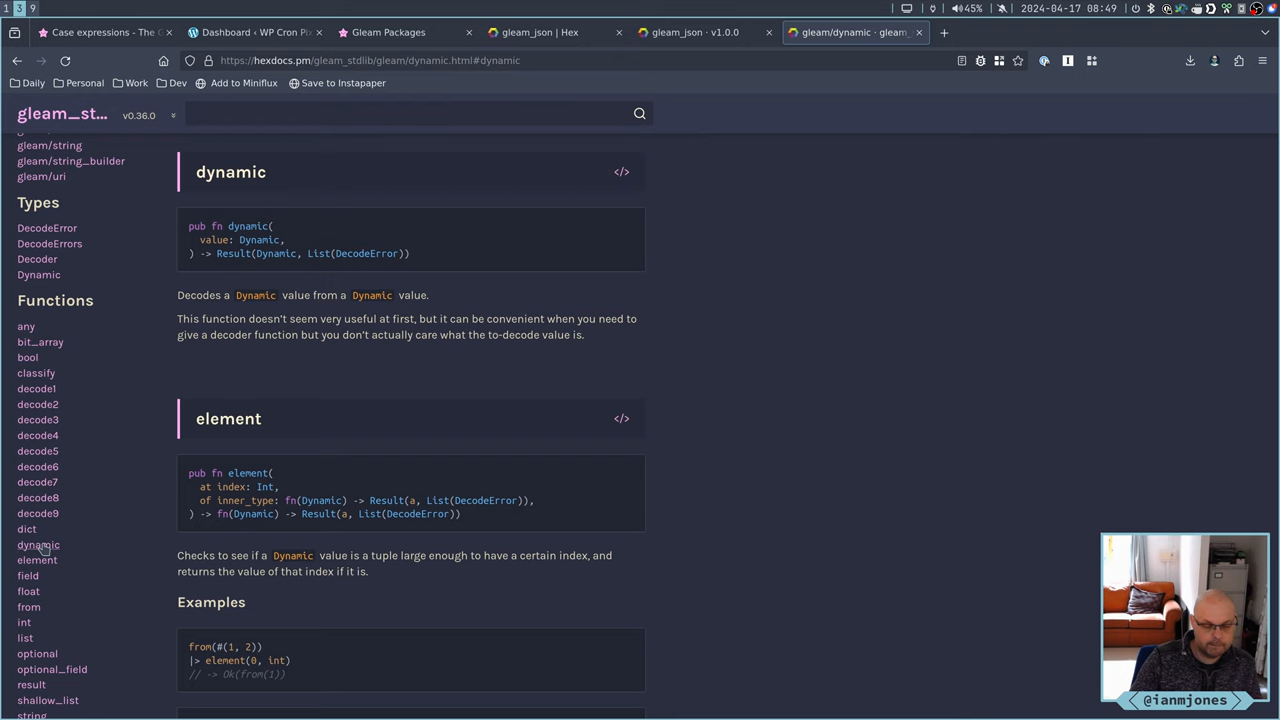 1 3 9
45%
2024-04-17 08:49
Case expressions - The G
Dashboard ‹ WP Cron Pix
Gleam Packages
gleam_json | Hex
gleam_json · v1.0.0
gleam/dynamic · gleam_
https://hexdocs.pm/gleam_stdlib/gleam/dynamic.html#dynamic
Daily
Personal
Work
Dev
Add to Miniflux
Save to Instapaper
gleam_st...
v0.36.0
gleam/string
gleam/string_builder
gleam/uri
Types
DecodeError
DecodeErrors
Decoder
Dynamic
Functions
any
bit_array
bool
classify
decode1
decode2
decode3
decode4
decode5
decode6
decode7
decode8
decode9
dict
dynamic
element
field
float
from
int
list
optional
optional_field
result
shallow_list
string
dynamic
</>
pub fn dynamic(
value: Dynamic,
) -> Result(Dynamic, List(DecodeError))
Decodes a Dynamic value from a Dynamic value.
This function doesn't seem very useful at first, but it can be convenient when you need to
give a decoder function but you don't actually care what the to-decode value is.
element
</>
pub fn element(
at index: Int,
of inner_type: fn(Dynamic) -> Result(a, List(DecodeError)),
) -> fn(Dynamic) -> Result(a, List(DecodeError))
Checks to see if a Dynamic value is a tuple large enough to have a certain index, and
returns the value of that index if it is.
Examples
from(#(1, 2))
|> element(0, int)
// -> Ok(from(1))
@ianmjones